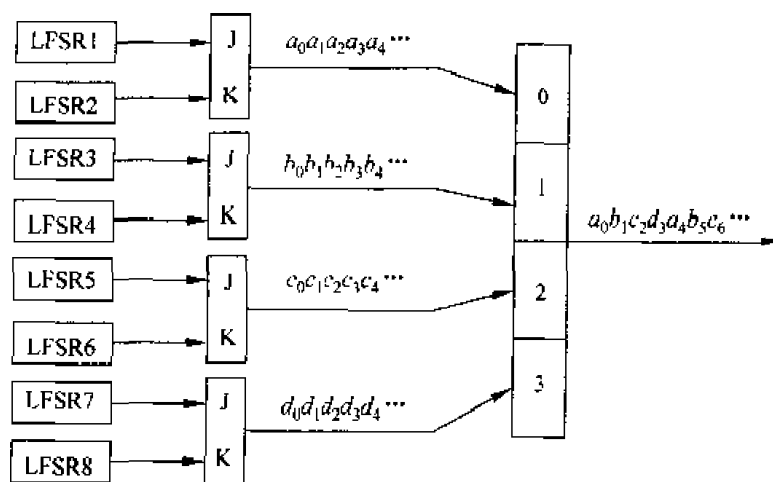 LFSR1
J
a₀a₁a₂a₃a₄…
LFSR2
K
0
LFSR3
J
b₀b₁b₂b₃b₄…
1
LFSR4
K
a₀b₁c₂d₃a₄b₅c₆…
LFSR5
J
c₀c₁c₂c₃c₄…
2
LFSR6
K
LFSR7
J
d₀d₁d₂d₃d₄…
3
LFSR8
K